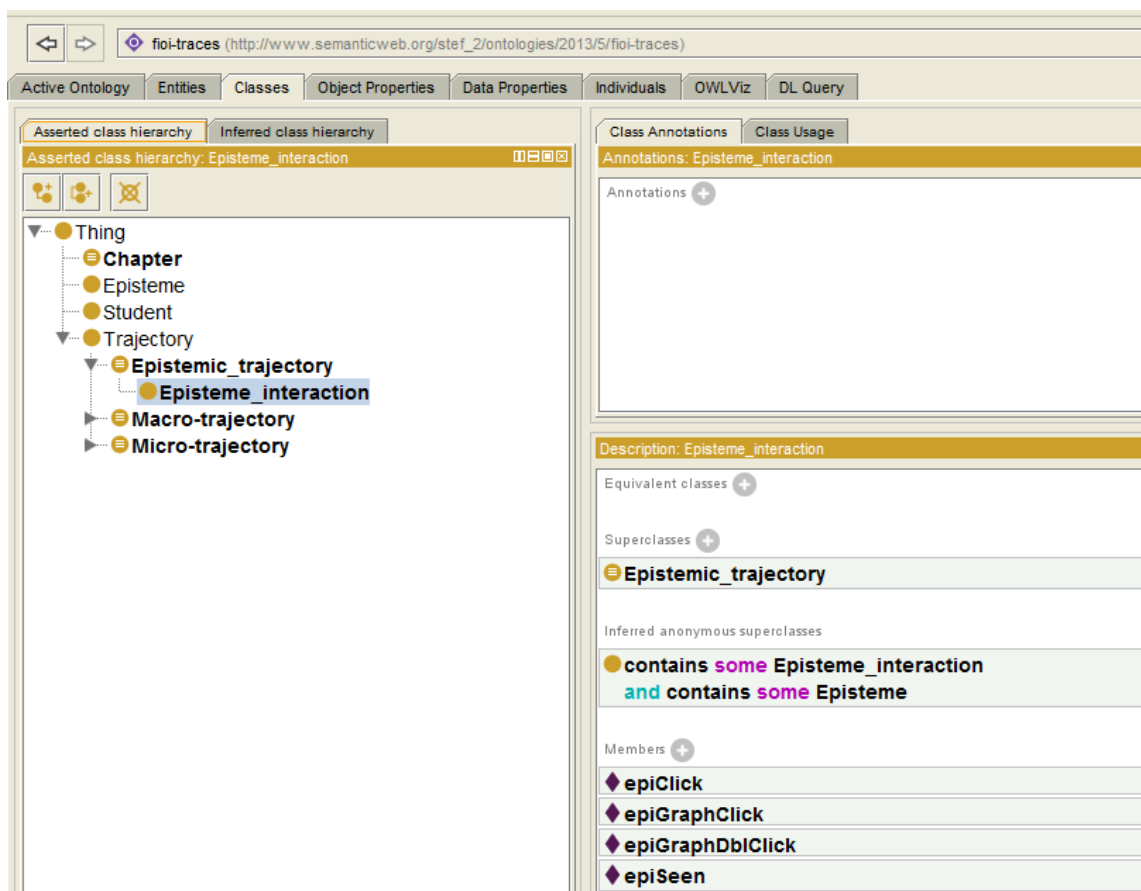 fioi-traces (http://www.semanticweb.org/stef_2/ontologies/2013/5/fioi-traces)
Active Ontology Entities Classes Object Properties Data Properties Individuals OWLViz DL Query
Asserted class hierarchy Inferred class hierarchy
Asserted class hierarchy: Episteme_interaction
Thing
Chapter
Episteme
Student
Trajectory
Epistemic_trajectory
Episteme_interaction
Macro-trajectory
Micro-trajectory
Class Annotations Class Usage
Annotations: Episteme_interaction
Annotations
Description: Episteme_interaction
Equivalent classes
Superclasses
Epistemic_trajectory
Inferred anonymous superclasses
contains some Episteme_interaction
and contains some Episteme
Members
epiClick
epiGraphClick
epiGraphDblClick
epiSeen